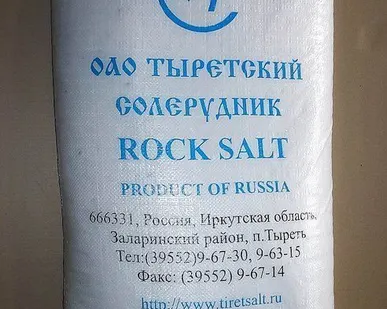 ОАО ТЫРЕТСКИЙ
СОЛЕРУДНИК
ROCK SALT
PRODUCT OF RUSSIA
666331, Россия, Иркутская область,
Заларинский район, п.Тыреть
Тел:(39552)9-67-30, 9-63-15
Факс: (39552) 9-67-14
http://www.tiretsalt.ru